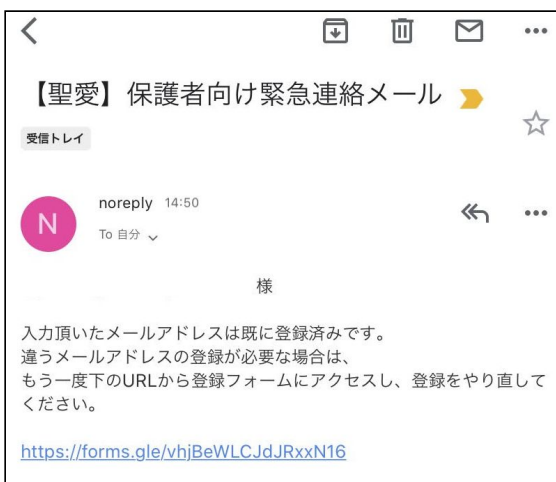 【聖愛】保護者向け緊急連絡メール
受信トレイ
N
noreply 14:50
To 自分
様
入力頂いたメールアドレスは既に登録済みです。
違うメールアドレスの登録が必要な場合は、
もう一度下のURLから登録フォームにアクセスし、登録をやり直して
ください。
https://forms.gle/vhjBeWLCJdJRxxN16